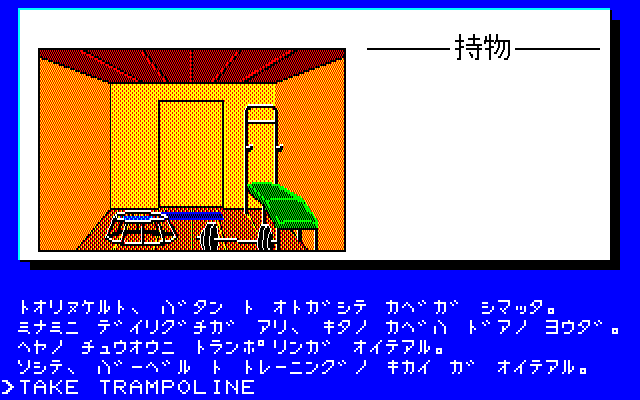 持物
トオリヌケルト、 バタン ト オトガシテ カベガ シマッタ。
ミナミニ デイリグチガ アリ、 キタノ カベハ ドアノ ヨウダ。
ヘヤノ チュウオウニ トランポリンガ オイテアル。
ソシテ、 バーベル ト トレーニングノ キカイ ガ オイテアル。
>TAKE TRAMPOLINE